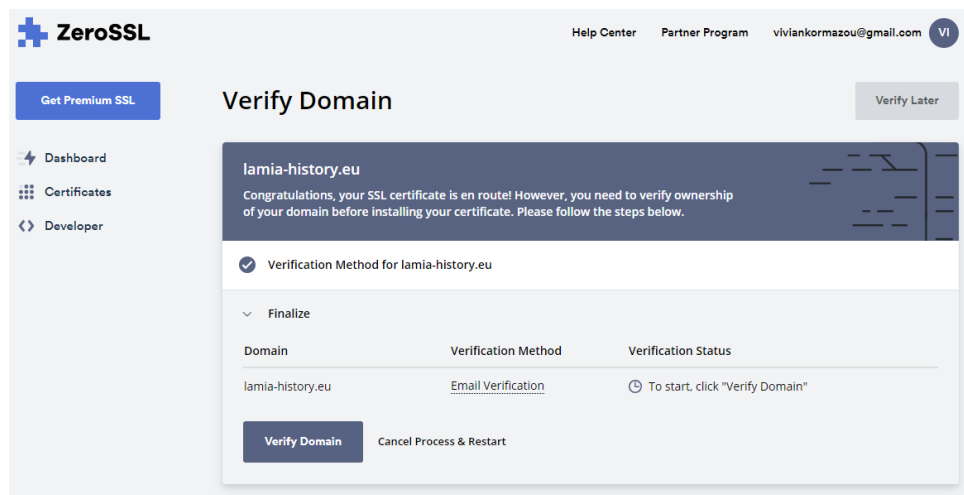 ZeroSSL
Help Center Partner Program viviankormazou@gmail.com VI
Get Premium SSL
Verify Domain
Verify Later
Dashboard
Certificates
Developer
lamia-history.eu
Congratulations, your SSL certificate is en route! However, you need to verify ownership
of your domain before installing your certificate. Please follow the steps below.
Verification Method for lamia-history.eu
Finalize
Domain Verification Method Verification Status
lamia-history.eu Email Verification To start, click "Verify Domain"
Verify Domain Cancel Process & Restart